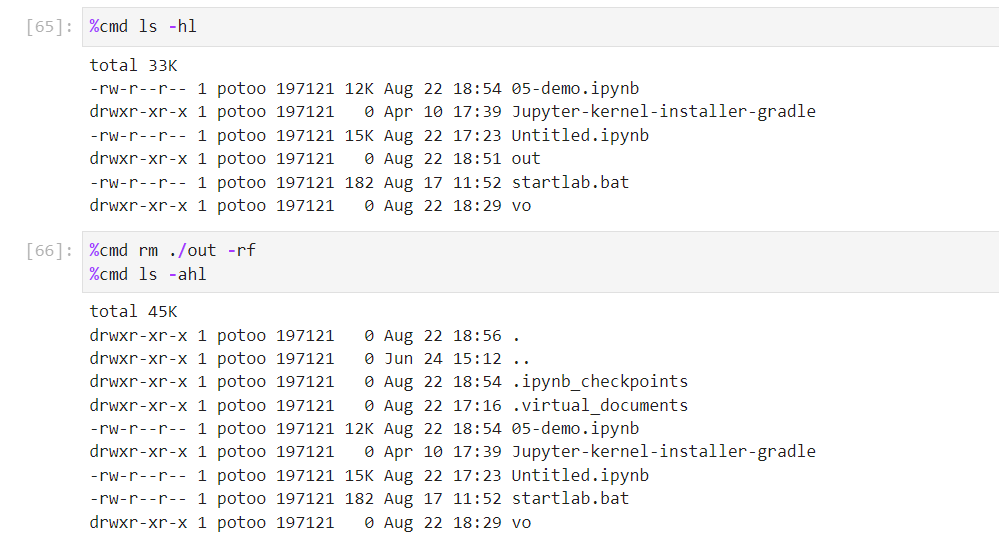 [65]: %cmd ls -hl
total 33K
-rw-r--r-- 1 potoo 197121 12K Aug 22 18:54 05-demo.ipynb
drwxr-xr-x 1 potoo 197121   0 Apr 10 17:39 Jupyter-kernel-installer-gradle
-rw-r--r-- 1 potoo 197121 15K Aug 22 17:23 Untitled.ipynb
drwxr-xr-x 1 potoo 197121   0 Aug 22 18:51 out
-rw-r--r-- 1 potoo 197121 182 Aug 17 11:52 startlab.bat
drwxr-xr-x 1 potoo 197121   0 Aug 22 18:29 vo
[66]: %cmd rm ./out -rf
%cmd ls -ahl
total 45K
drwxr-xr-x 1 potoo 197121   0 Aug 22 18:56 .
drwxr-xr-x 1 potoo 197121   0 Jun 24 15:12 ..
drwxr-xr-x 1 potoo 197121   0 Aug 22 18:54 .ipynb_checkpoints
drwxr-xr-x 1 potoo 197121   0 Aug 22 17:16 .virtual_documents
-rw-r--r-- 1 potoo 197121 12K Aug 22 18:54 05-demo.ipynb
drwxr-xr-x 1 potoo 197121   0 Apr 10 17:39 Jupyter-kernel-installer-gradle
-rw-r--r-- 1 potoo 197121 15K Aug 22 17:23 Untitled.ipynb
-rw-r--r-- 1 potoo 197121 182 Aug 17 11:52 startlab.bat
drwxr-xr-x 1 potoo 197121   0 Aug 22 18:29 vo